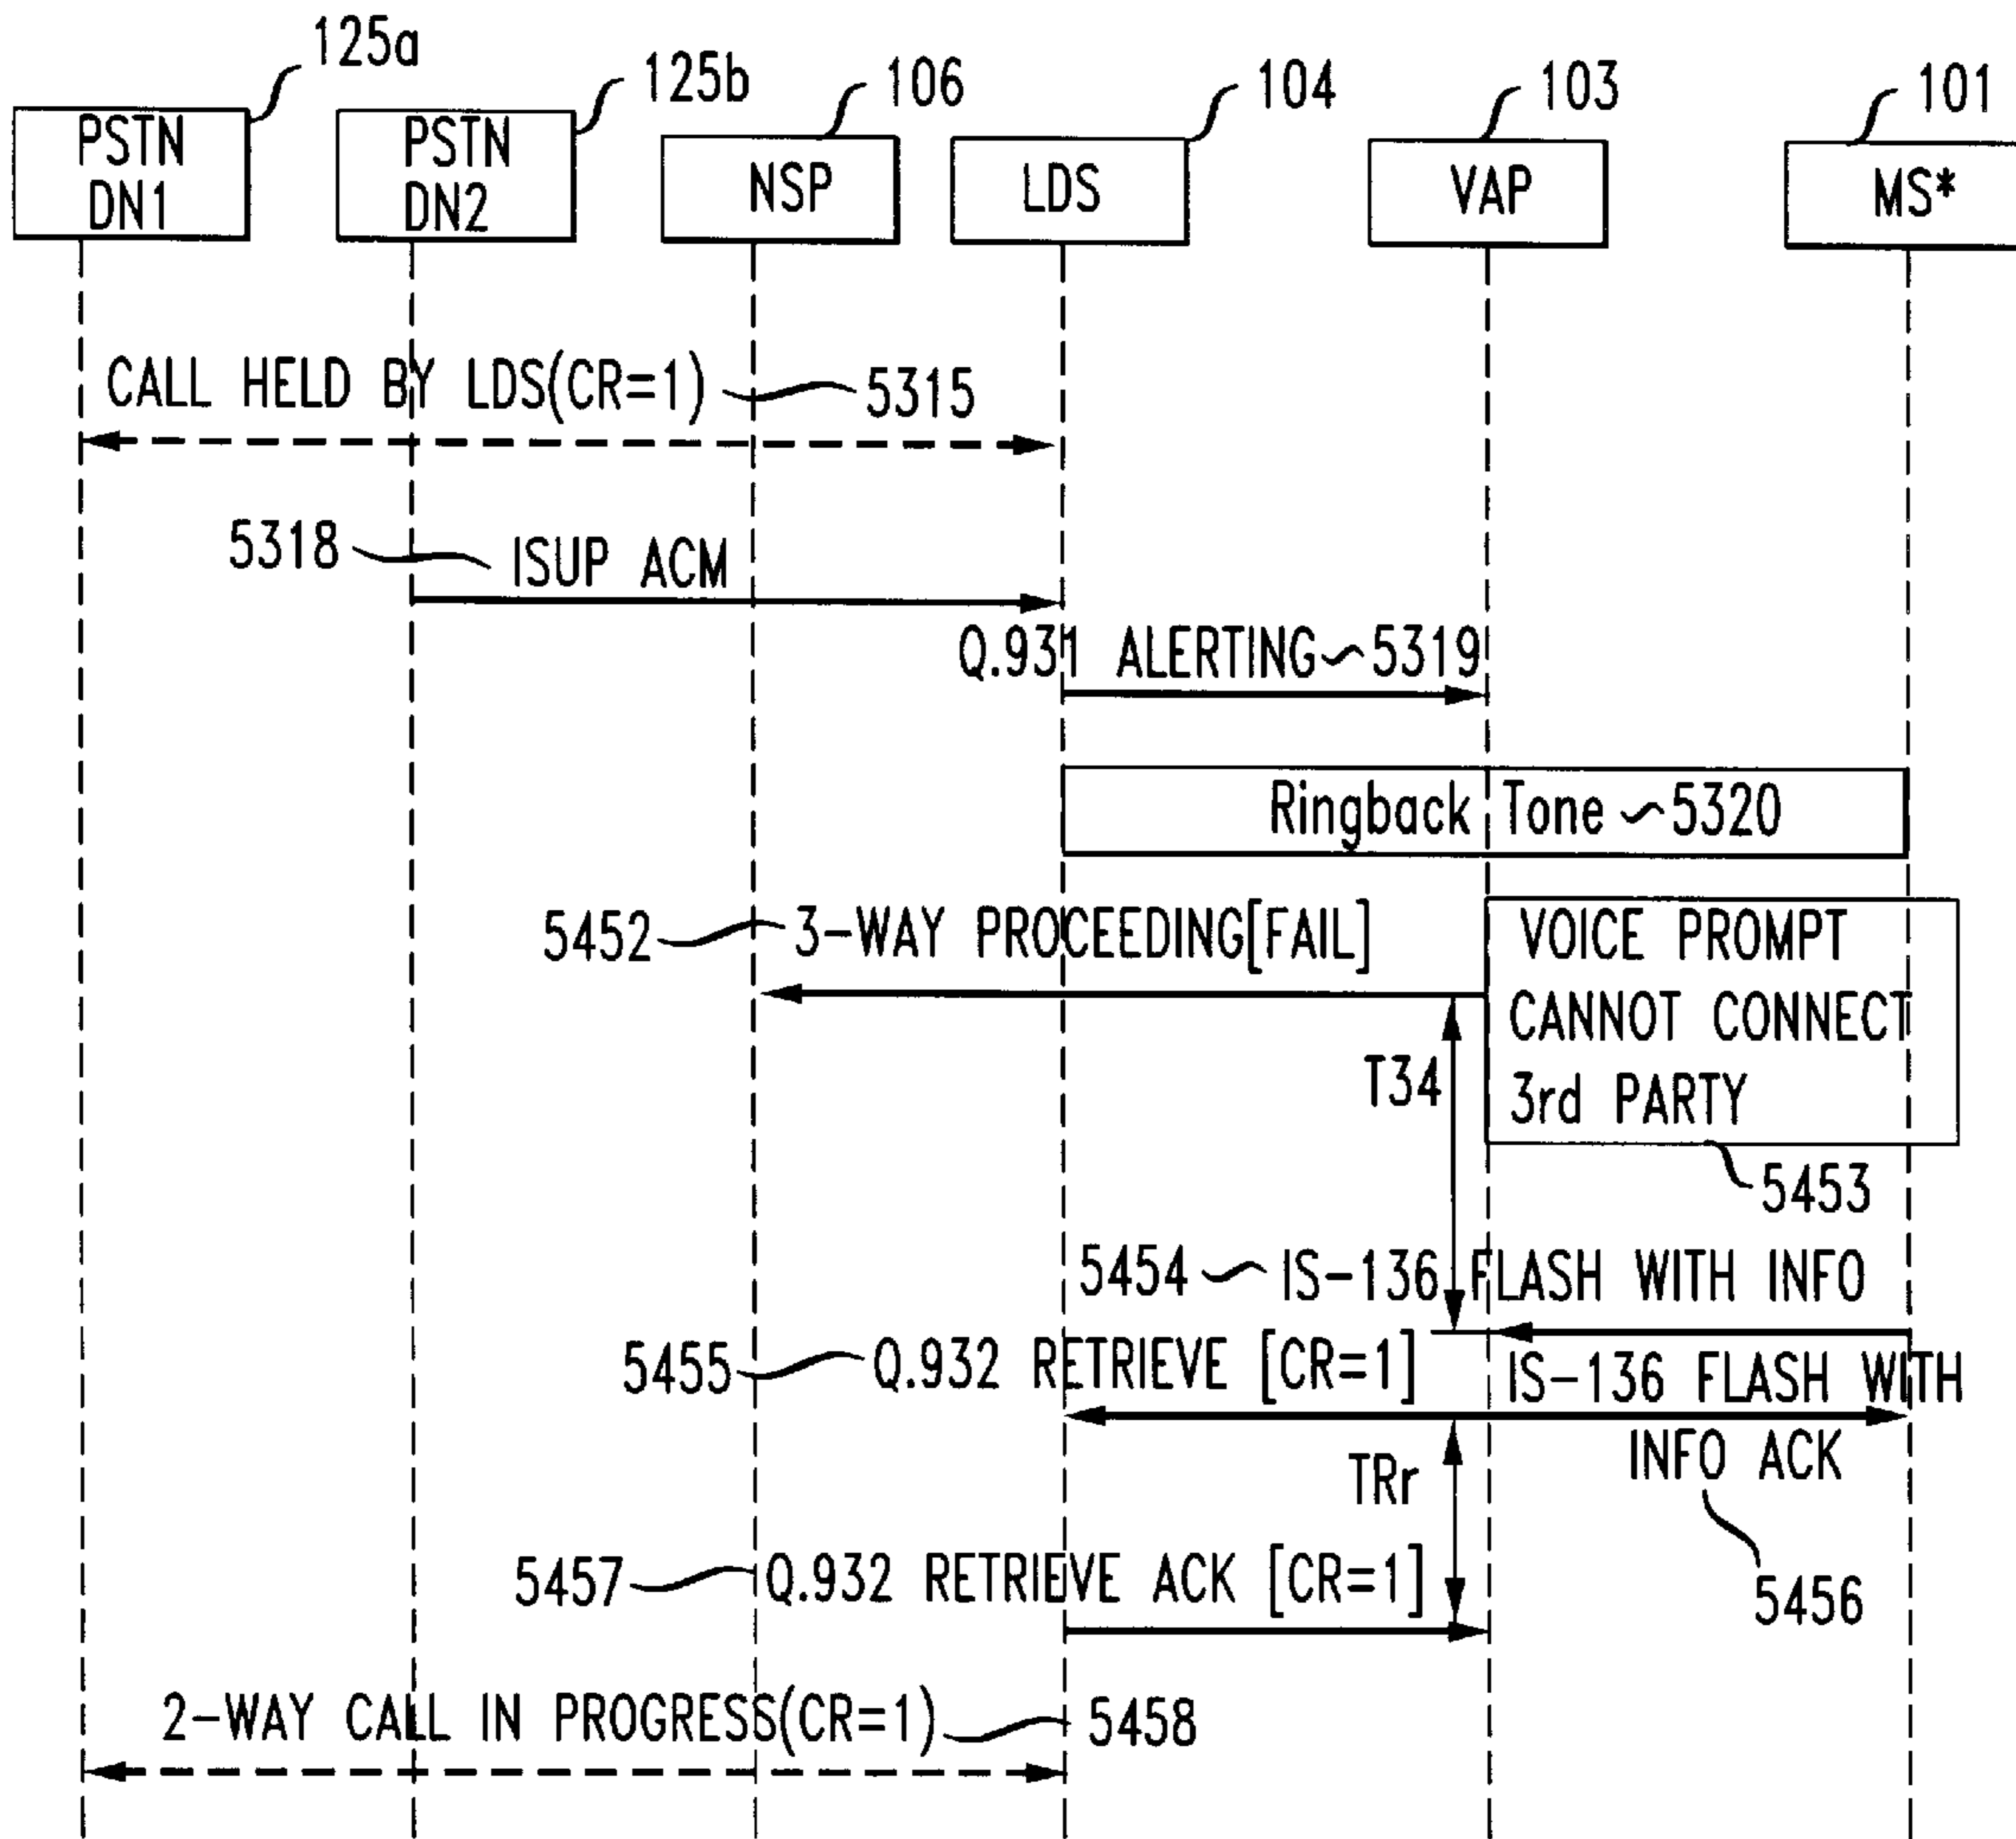 125a
125b
106
104
103
101
PSTN
DN1
PSTN
DN2
NSP
LDS
VAP
MS*
CALL HELD BY LDS(CR=1)
5315
5318
ISUP ACM
Q.931 ALERTING
5319
Ringback Tone
5320
5452
3-WAY PROCEEDING[FAIL]
VOICE PROMPT
CANNOT CONNECT
3rd PARTY
T34
5453
5454
IS-136 FLASH WITH INFO
5455
Q.932 RETRIEVE [CR=1]
IS-136 FLASH WITH
INFO ACK
TRr
5457
Q.932 RETRIEVE ACK [CR=1]
5456
2-WAY CALL IN PROGRESS(CR=1)
5458